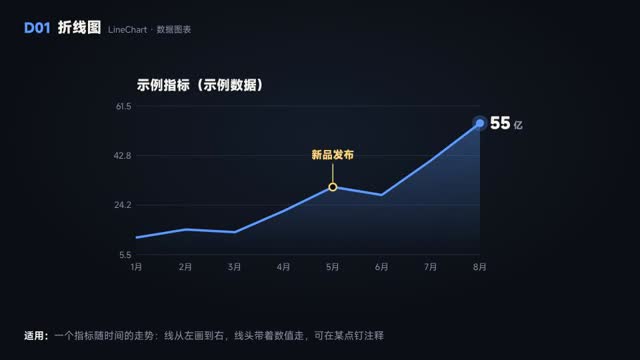 D01 折线图 LineChart · 数据图表
示例指标（示例数据）
61.5
55 亿
42.8
新品发布
24.2
5.5
1月 2月 3月 4月 5月 6月 7月 8月
适用：一个指标随时间的走势：线从左画到右，线头带着数值走，可在某点钉注释